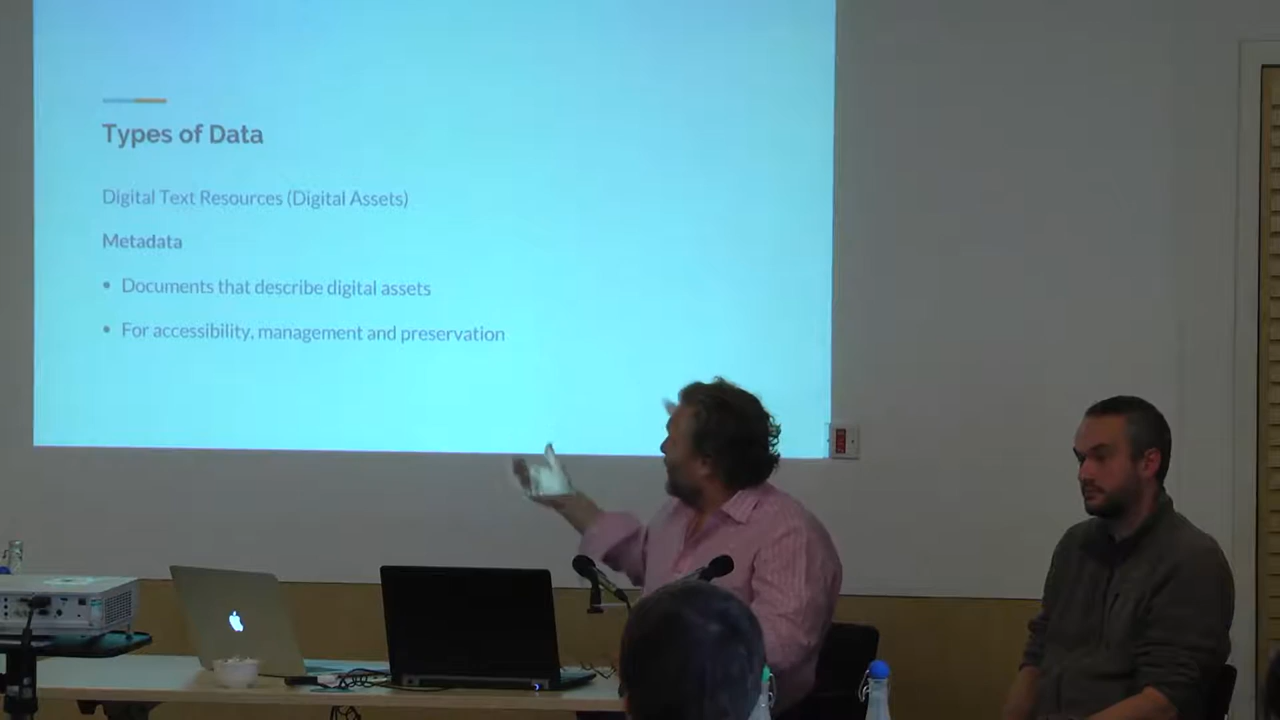 Types of Data
Digital Text Resources (Digital Assets)
Metadata
• Documents that describe digital assets
• For accessibility, management and preservation